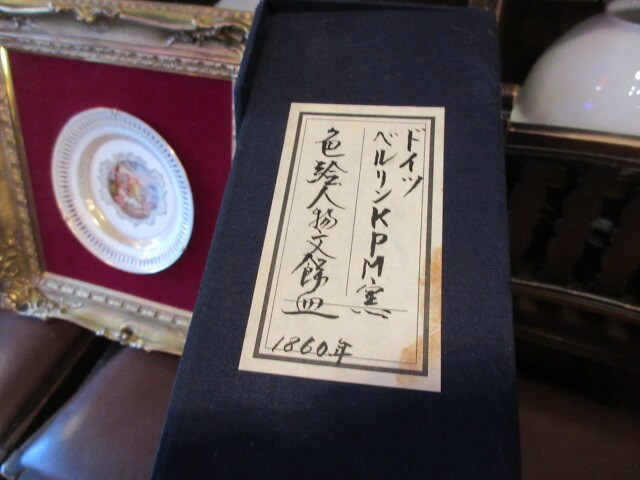 ドイツ
ベルリンKPM窯
色絵人物文飾皿
1860年